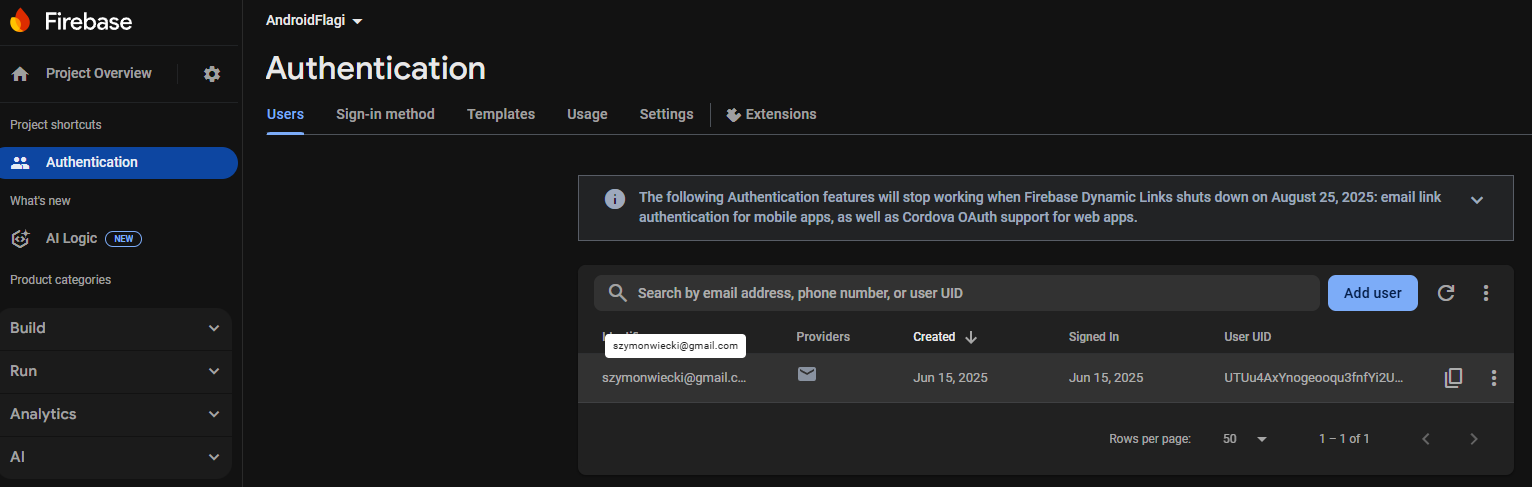 Firebase
AndroidFlagi
Project Overview
Authentication
Users Sign-in method Templates Usage Settings Extensions
Project shortcuts
Authentication
What's new
AI Logic NEW
Product categories
Build
Run
Analytics
AI
The following Authentication features will stop working when Firebase Dynamic Links shuts down on August 25, 2025: email link
authentication for mobile apps, as well as Cordova OAuth support for web apps.
Search by email address, phone number, or user UID Add user
Providers Created Signed In User UID
szymonwiecki@gmail.com
szymonwiecki@gmail.c... Jun 15, 2025 Jun 15, 2025 UTUu4AxYnogeooqu3fnfYi2U...
Rows per page: 50 1 – 1 of 1